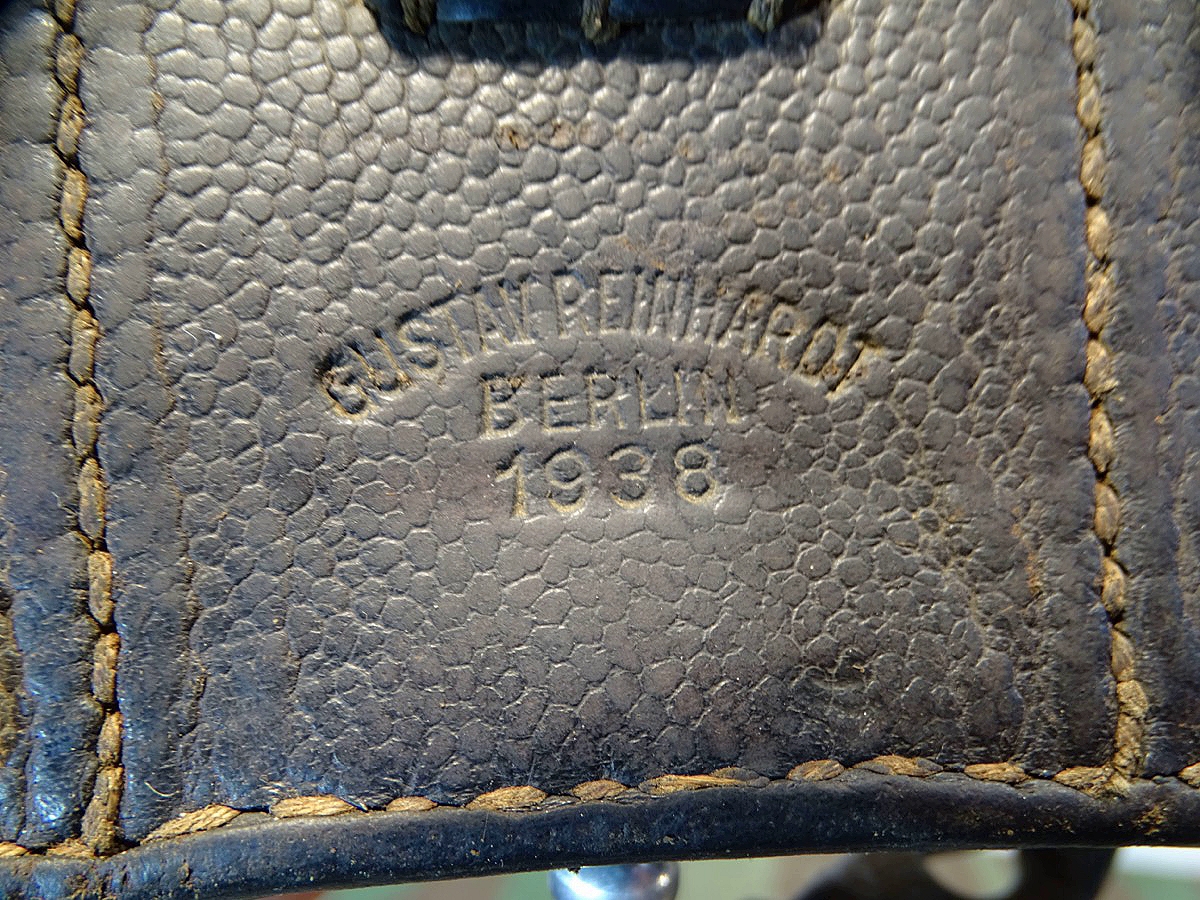 GUSTAV REINHARDT
BERLIN
1938